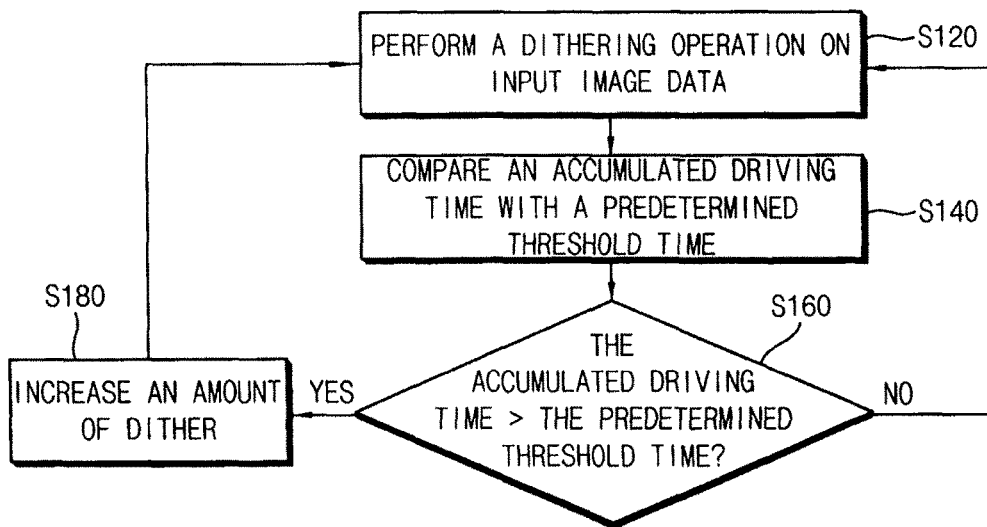 PERFORM A DITHERING OPERATION ON
INPUT IMAGE DATA
S120
COMPARE AN ACCUMULATED DRIVING
TIME WITH A PREDETERMINED
THRESHOLD TIME
S140
S180
S160
INCREASE AN AMOUNT
OF DITHER
YES
THE
ACCUMULATED DRIVING
TIME > THE PREDETERMINED
THRESHOLD TIME?
NO